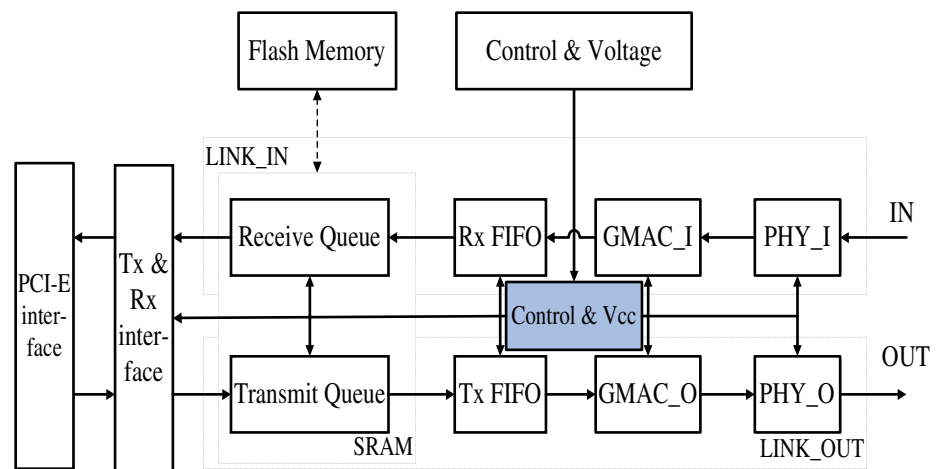 Flash Memory
Control & Voltage
LINK_IN
IN
Receive Queue
Rx FIFO
GMAC_I
PHY_I
PCI-E
inter-
face
Tx &
Rx
inter-
face
Control & Vcc
OUT
Transmit Queue
Tx FIFO
GMAC_O
PHY_O
SRAM
LINK_OUT